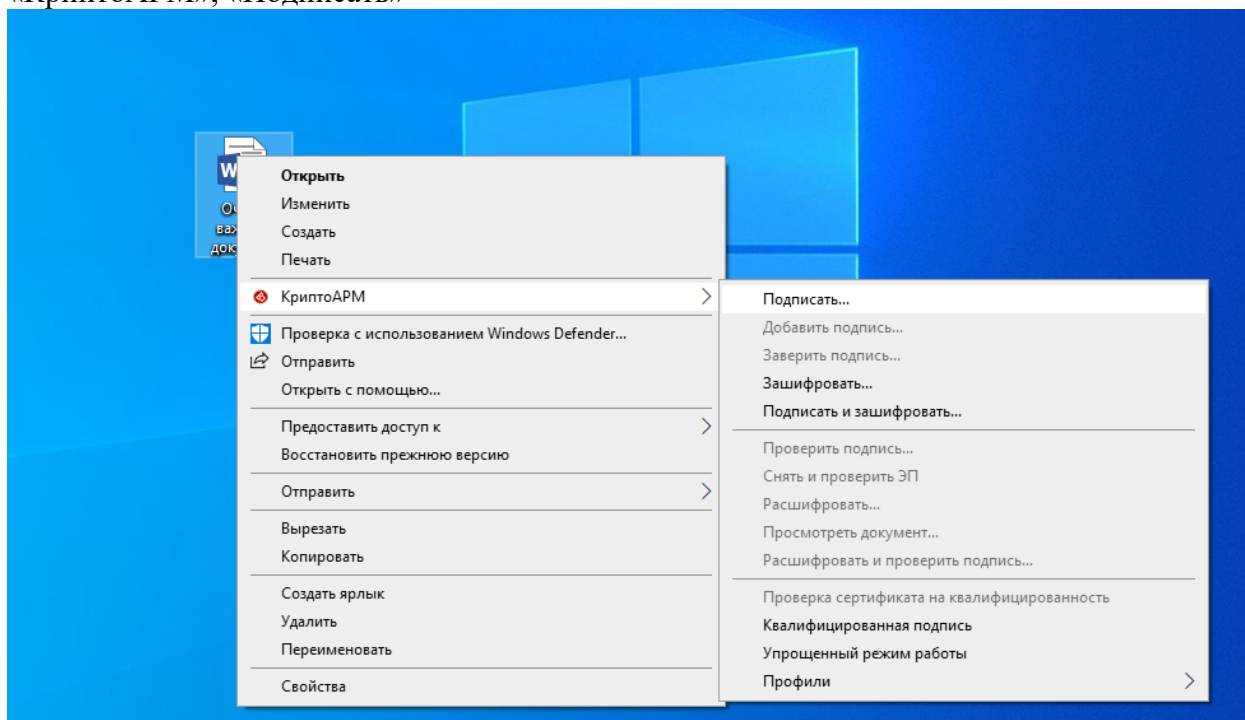 «КриптоАРМ», «Подписать»
W
Открыть
Изменить
Создать
Печать
КриптоАРМ
Проверка с использованием Windows Defender...
Отправить
Открыть с помощью...
Предоставить доступ к
Восстановить прежнюю версию
Отправить
Вырезать
Копировать
Создать ярлык
Удалить
Переименовать
Свойства
Подписать...
Добавить подпись...
Заверить подпись...
Зашифровать...
Подписать и зашифровать...
Проверить подпись...
Снять и проверить ЭП
Расшифровать...
Просмотреть документ...
Расшифровать и проверить подпись...
Проверка сертификата на квалифицированность
Квалифицированная подпись
Упрощенный режим работы
Профили